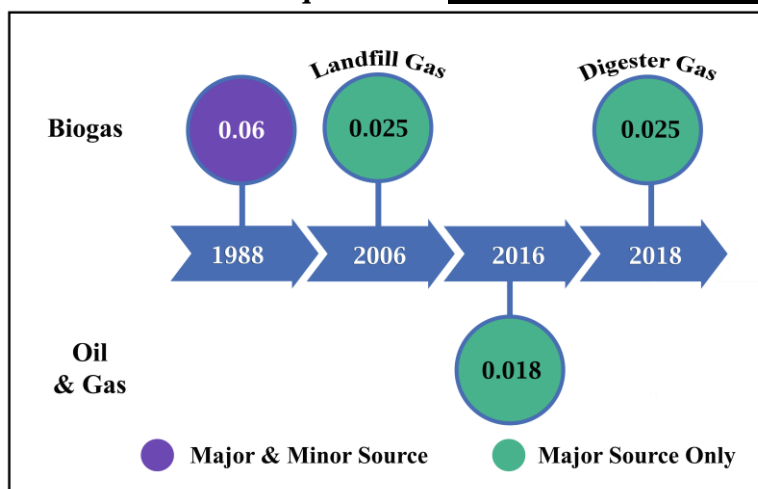 Landfill Gas
Digester Gas
Biogas
0.06
0.025
0.025
1988
2006
2016
2018
Oil
& Gas
0.018
Major & Minor Source
Major Source Only